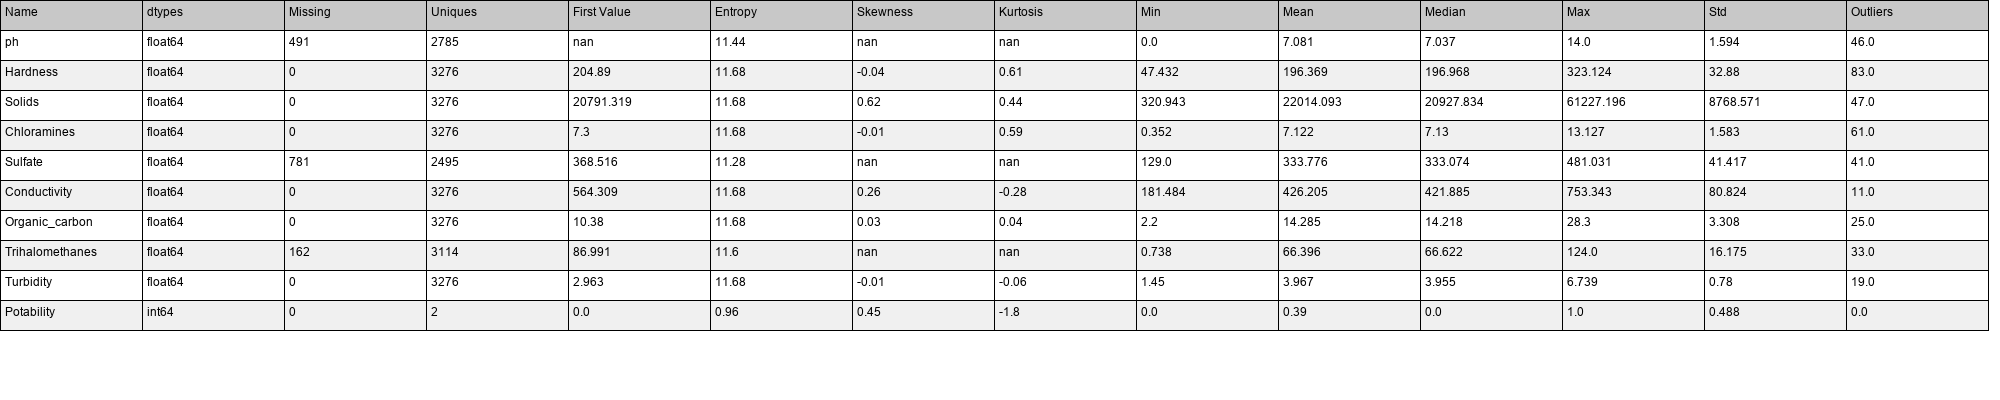 Name dtypes Missing Uniques First Value Entropy Skewness Kurtosis Min Mean Median Max Std Outliers
ph float64 491 2785 nan 11.44 nan nan 0.0 7.081 7.037 14.0 1.594 46.0
Hardness float64 0 3276 204.89 11.68 -0.04 0.61 47.432 196.369 196.968 323.124 32.88 83.0
Solids float64 0 3276 20791.319 11.68 0.62 0.44 320.943 22014.093 20927.834 61227.196 8768.571 47.0
Chloramines float64 0 3276 7.3 11.68 -0.01 0.59 0.352 7.122 7.13 13.127 1.583 61.0
Sulfate float64 781 2495 368.516 11.28 nan nan 129.0 333.776 333.074 481.031 41.417 41.0
Conductivity float64 0 3276 564.309 11.68 0.26 -0.28 181.484 426.205 421.885 753.343 80.824 11.0
Organic_carbon float64 0 3276 10.38 11.68 0.03 0.04 2.2 14.285 14.218 28.3 3.308 25.0
Trihalomethanes float64 162 3114 86.991 11.6 nan nan 0.738 66.396 66.622 124.0 16.175 33.0
Turbidity float64 0 3276 2.963 11.68 -0.01 -0.06 1.45 3.967 3.955 6.739 0.78 19.0
Potability int64 0 2 0.0 0.96 0.45 -1.8 0.0 0.39 0.0 1.0 0.488 0.0